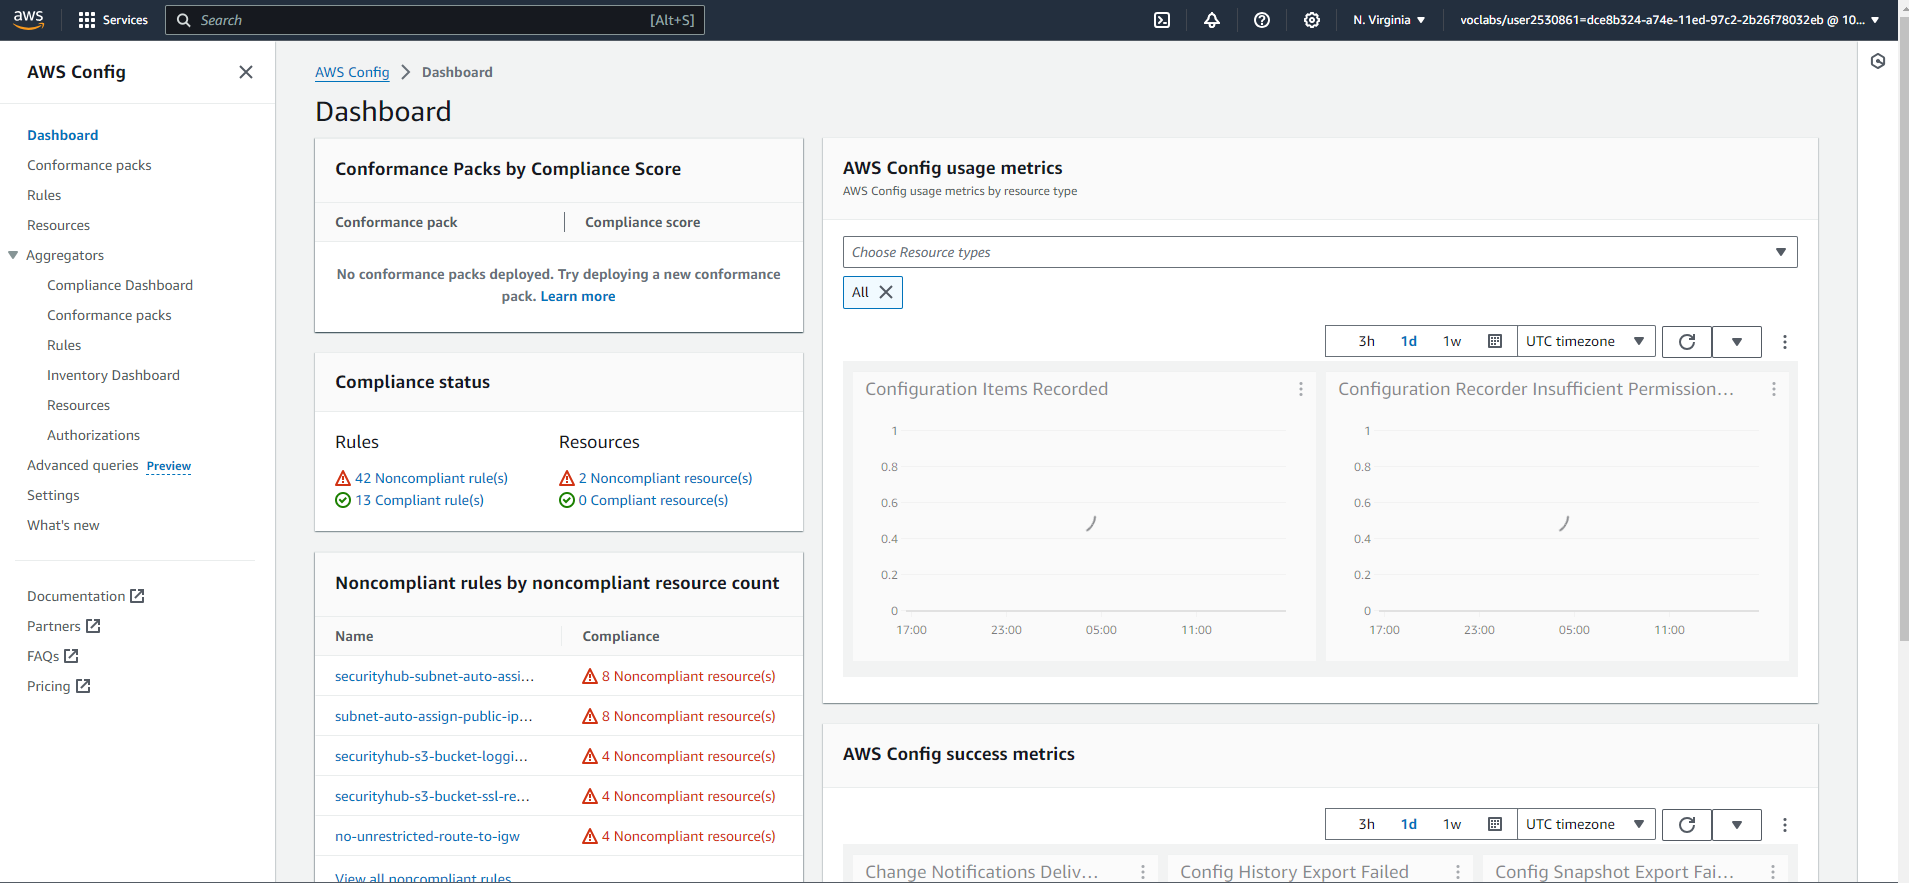 aws
Services
Search
[Alt+S]
N. Virginia
voclabs/user2530861=dce8b324-a74e-11ed-97c2-2b26f78032eb @ 10...
AWS Config
Dashboard
Conformance packs
Rules
Resources
Aggregators
Compliance Dashboard
Conformance packs
Rules
Inventory Dashboard
Resources
Authorizations
Advanced queries Preview
Settings
What's new
Documentation
Partners
FAQs
Pricing
AWS Config > Dashboard
Dashboard
Conformance Packs by Compliance Score
Conformance pack
Compliance score
No conformance packs deployed. Try deploying a new conformance
pack. Learn more
Compliance status
Rules
42 Noncompliant rule(s)
13 Compliant rule(s)
Resources
2 Noncompliant resource(s)
0 Compliant resource(s)
Noncompliant rules by noncompliant resource count
Name
Compliance
securityhub-subnet-auto-assi...
8 Noncompliant resource(s)
subnet-auto-assign-public-ip...
8 Noncompliant resource(s)
securityhub-s3-bucket-loggi...
4 Noncompliant resource(s)
securityhub-s3-bucket-ssl-re...
4 Noncompliant resource(s)
no-unrestricted-route-to-igw
4 Noncompliant resource(s)
View all noncompliant rules
AWS Config usage metrics
AWS Config usage metrics by resource type
Choose Resource types
All
3h
1d
1w
UTC timezone
Configuration Items Recorded
1
0.8
0.6
0.4
0.2
0
17:00
23:00
05:00
11:00
Configuration Recorder Insufficient Permission...
1
0.8
0.6
0.4
0.2
0
17:00
23:00
05:00
11:00
AWS Config success metrics
3h
1d
1w
UTC timezone
Change Notifications Deliv...
Config History Export Failed
Config Snapshot Export Fai...